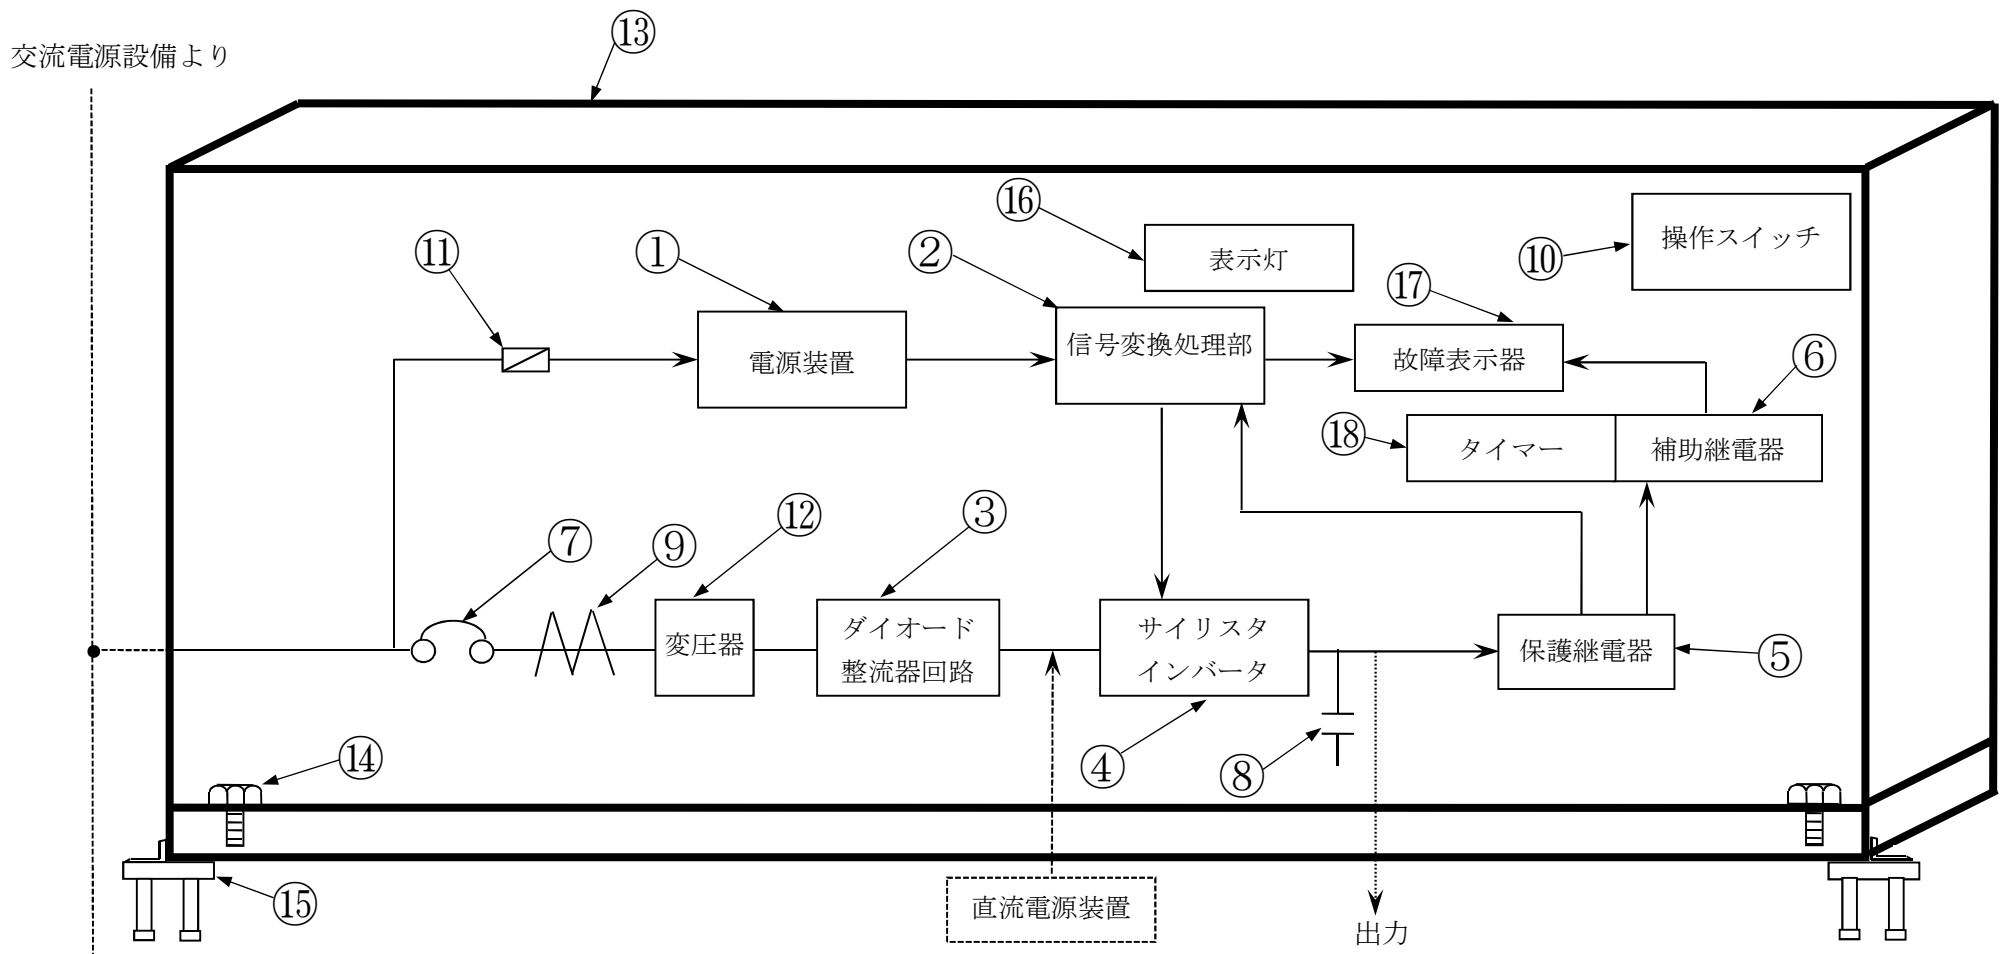 ⑬
交流電源設備より
⑯
表示灯
⑩
操作スイッチ
⑪
①
②
⑰
電源装置
信号変換処理部
故障表示器
⑥
⑱
タイマー
補助継電器
⑦
⑨
⑫
③
変圧器
ダイオード
整流器回路
サイリスタ
インバータ
保護継電器
⑤
④
⑧
⑭
⑮
直流電源装置
出力